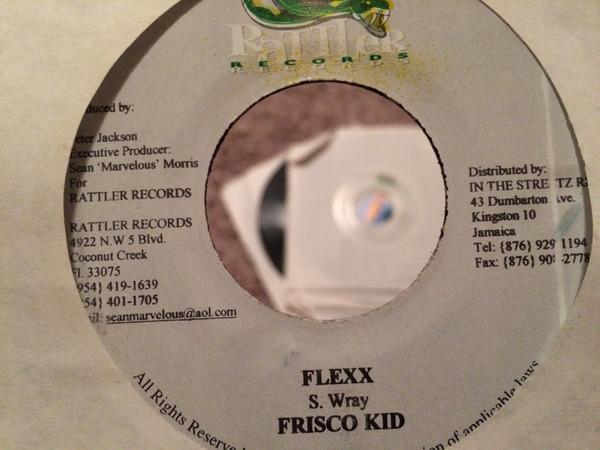 RaTTler
RECORDS
duced by:
eter Jackson
Executive Producer:
Sean 'Marvelous' Morris
For
RATTLER RECORDS
RATTLER RECORDS
4922 N.W 5 Blvd.
Coconut Creek
FL 33075
954} 419-1639
54} 401-1705
ail: seanmarvelous@aol.com
Distributed by:
IN THE STREETZ R
43 Dumbarton Ave.
Kingston 10
Jamaica
Tel: {876} 929 1194
Fax: {876} 90 -2778
FLEXX
S. Wray
FRISCO KID
All Rights Reserve
on of applicable laws